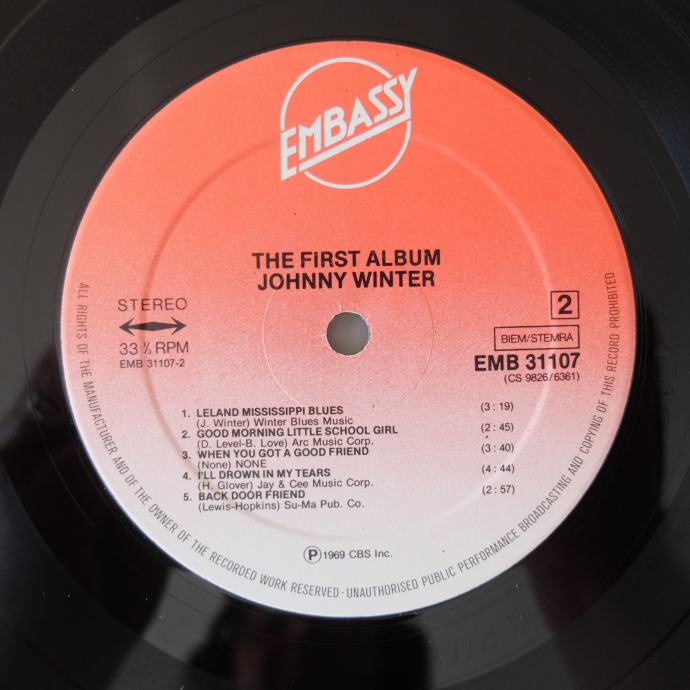 EMBASSY
THE FIRST ALBUM
JOHNNY WINTER
STEREO
33 ⅓ RPM
EMB 31107-2
2
BIEM/STEMRA
EMB 31107
(CS 9826/6361)
1. LELAND MISSISSIPPI BLUES (3 : 19)
(J. Winter) Winter Blues Music
2. GOOD MORNING LITTLE SCHOOL GIRL (2 : 45)
(D. Level-B. Love) Arc Music Corp.
3. WHEN YOU GOT A GOOD FRIEND (3 : 40)
(None) NONE
4. I'LL DROWN IN MY TEARS (4 : 44)
(H. Glover) Jay & Cee Music Corp.
5. BACK DOOR FRIEND (2 : 57)
(Lewis-Hopkins) Su-Ma Pub. Co.
Ⓟ 1969 CBS Inc.
ALL RIGHTS OF THE MANUFACTURER AND OF THE OWNER OF THE RECORDED WORK RESERVED · UNAUTHORISED PUBLIC PERFORMANCE BROADCASTING AND COPYING OF THIS RECORD PROHIBITED